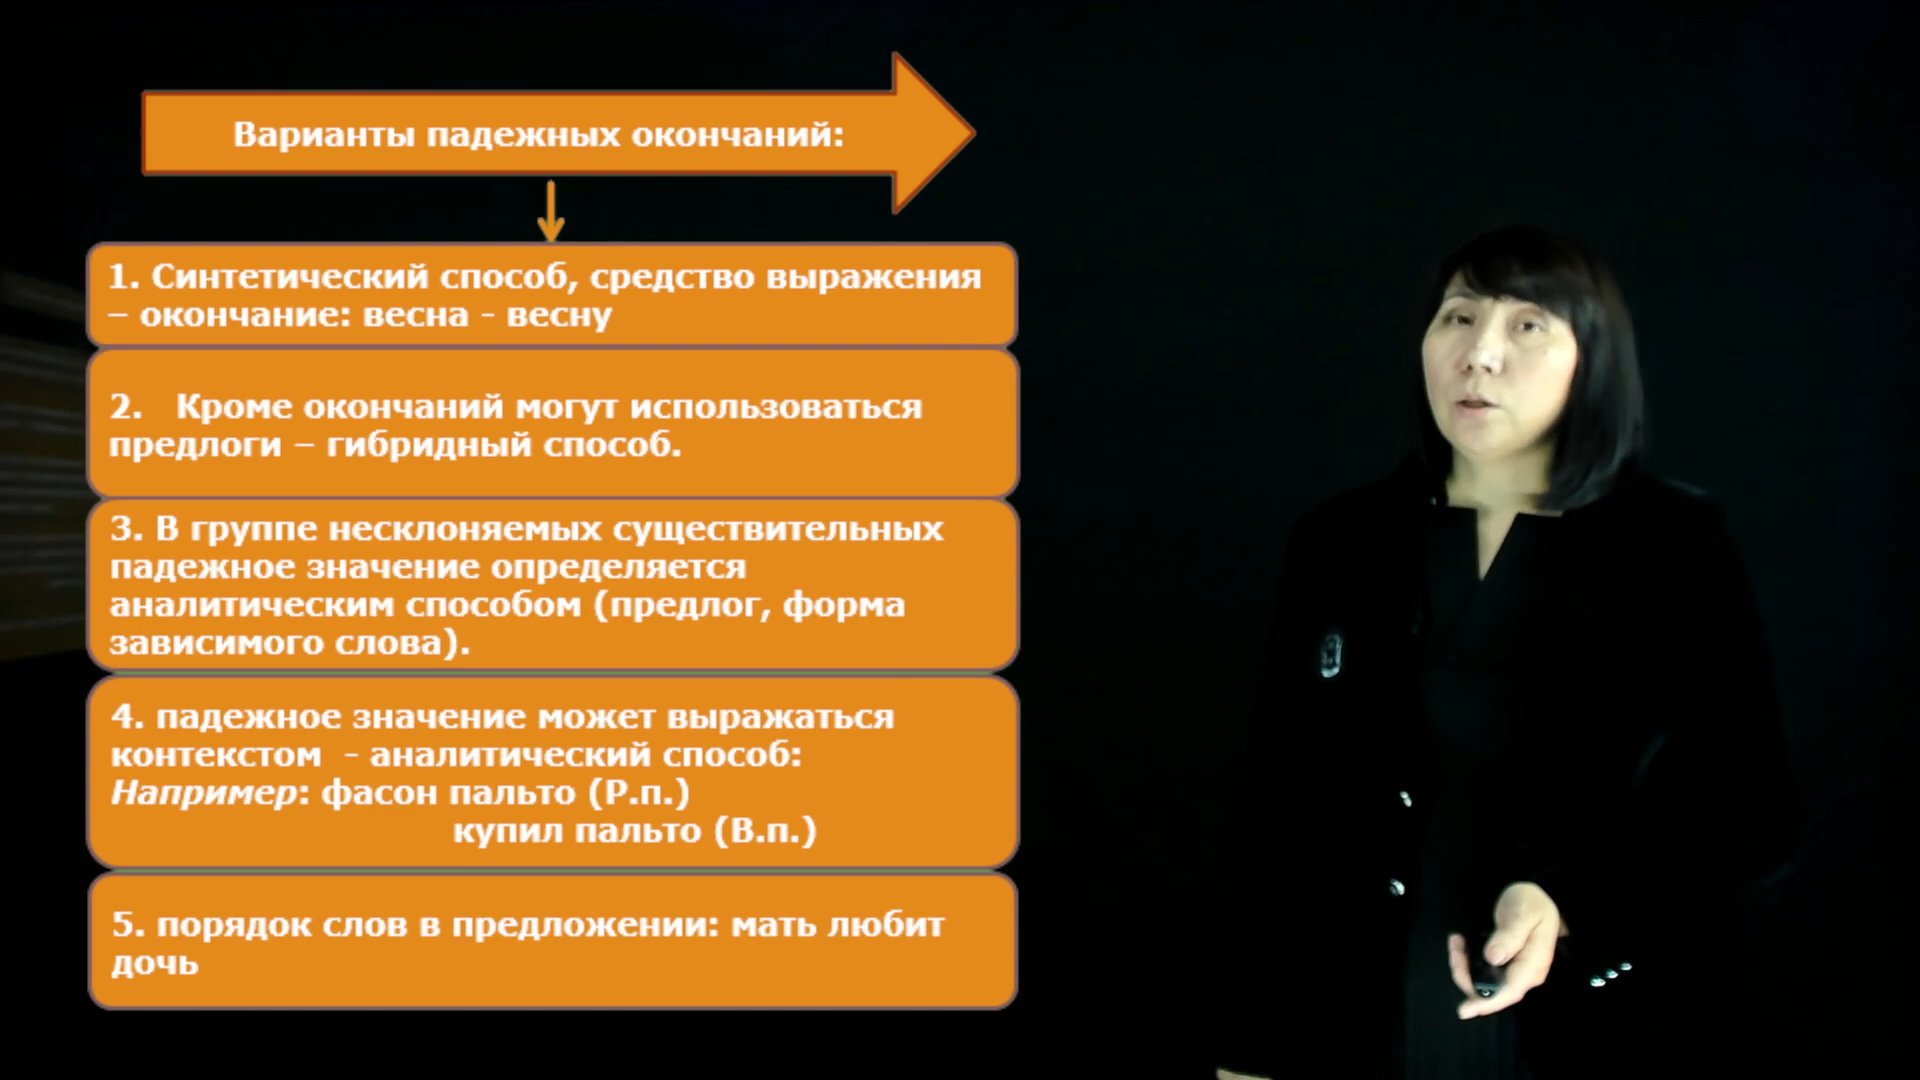 Варианты падежных окончаний:
1. Синтетический способ, средство выражения
– окончание: весна - весну
2. Кроме окончаний могут использоваться
предлоги – гибридный способ.
3. В группе несклоняемых существительных
падежное значение определяется
аналитическим способом (предлог, форма
зависимого слова).
4. падежное значение может выражаться
контекстом - аналитический способ:
Например: фасон пальто (Р.п.)
купил пальто (В.п.)
5. порядок слов в предложении: мать любит
дочь